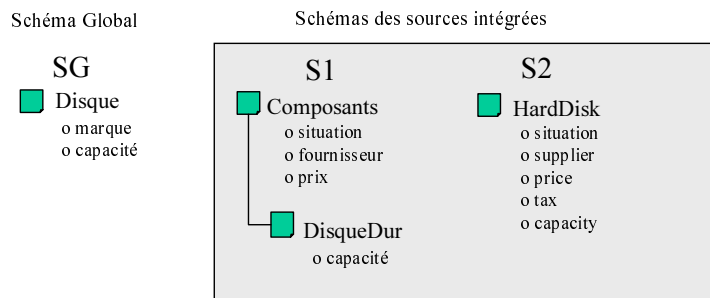 Schéma Global
Schémas des sources intégrées
SG
Disque
o marque
o capacité
S1
Composants
o situation
o fournisseur
o prix
DisqueDur
o capacité
S2
HardDisk
o situation
o supplier
o price
o tax
o capacity